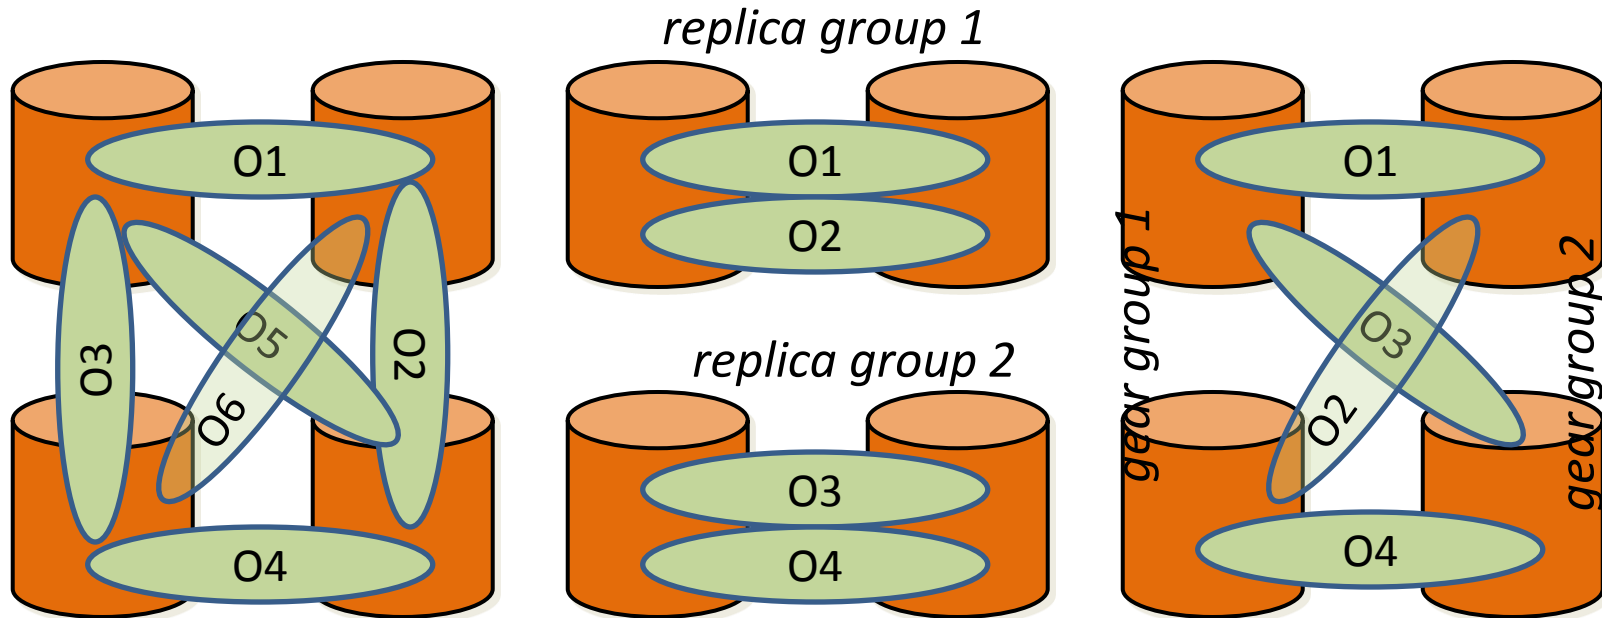 O1
O2
O3
O5
O6
O4
replica group 1
O1
O2
replica group 2
O3
O4
O1
gear group 1
gear group 2
O3
O2
O4